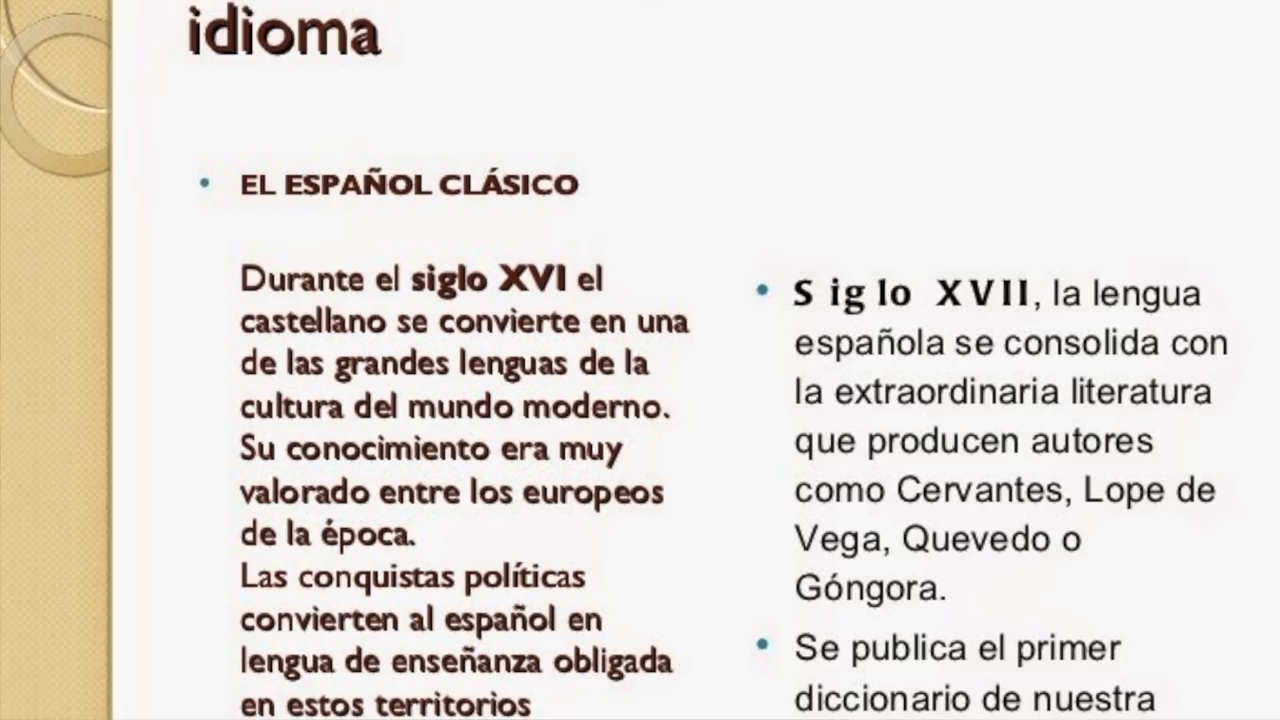 idioma
• EL ESPAÑOL CLÁSICO
Durante el siglo XVI el
castellano se convierte en una
de las grandes lenguas de la
cultura del mundo moderno.
Su conocimiento era muy
valorado entre los europeos
de la época.
Las conquistas políticas
convierten al español en
lengua de enseñanza obligada
en estos territorios
• Siglo XVII, la lengua
española se consolida con
la extraordinaria literatura
que producen autores
como Cervantes, Lope de
Vega, Quevedo o
Góngora.
• Se publica el primer
diccionario de nuestra